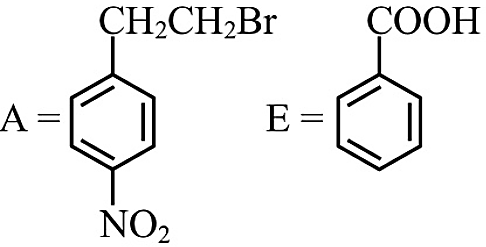 CH₂CH₂Br
COOH
A =
E =
NO₂